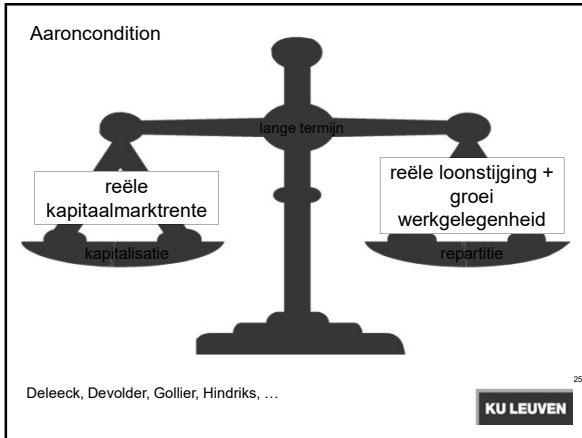 Aaroncondition
lange termijn
reële
kapitaalmarktrente
reële loonstijging +
groei
werkgelegenheid
kapitalisatie
repartitie
Deleeck, Devolder, Gollier, Hindriks, …
25
KU LEUVEN